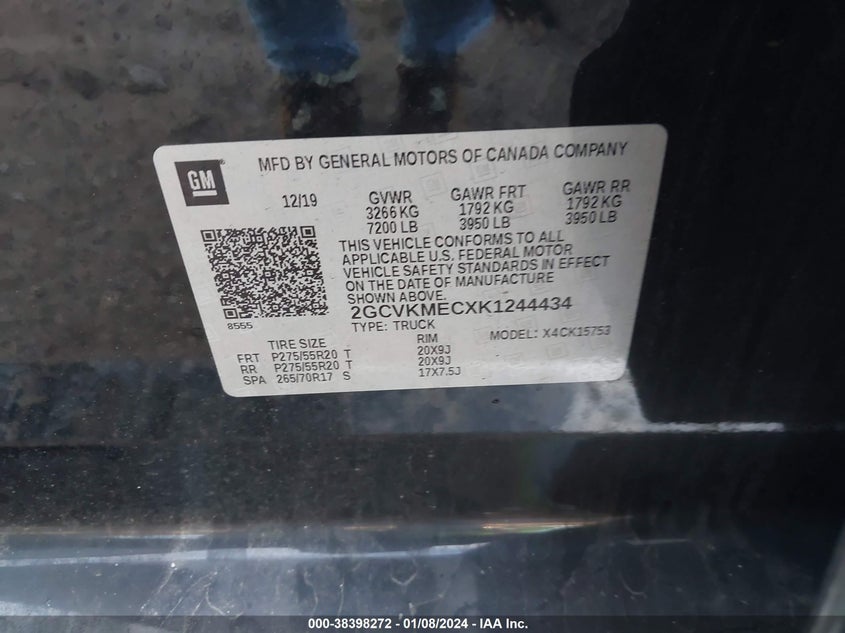 GM
MFD BY GENERAL MOTORS OF CANADA COMPANY
12/19 GVWR GAWR FRT GAWR RR
3266 KG 1792 KG 1792 KG
7200 LB 3950 LB 3950 LB
THIS VEHICLE CONFORMS TO ALL
APPLICABLE U.S. FEDERAL MOTOR
VEHICLE SAFETY STANDARDS IN EFFECT
ON THE DATE OF MANUFACTURE
SHOWN ABOVE.
8555
2GCVKMECXK1244434
TYPE: TRUCK MODEL: X4CK15753
TIRE SIZE RIM
FRT P275/55R20 T 20X9J
RR P275/55R20 T 20X9J
SPA 265/70R17 S 17X7.5J
000-38398272 - 01/08/2024 - IAA Inc.